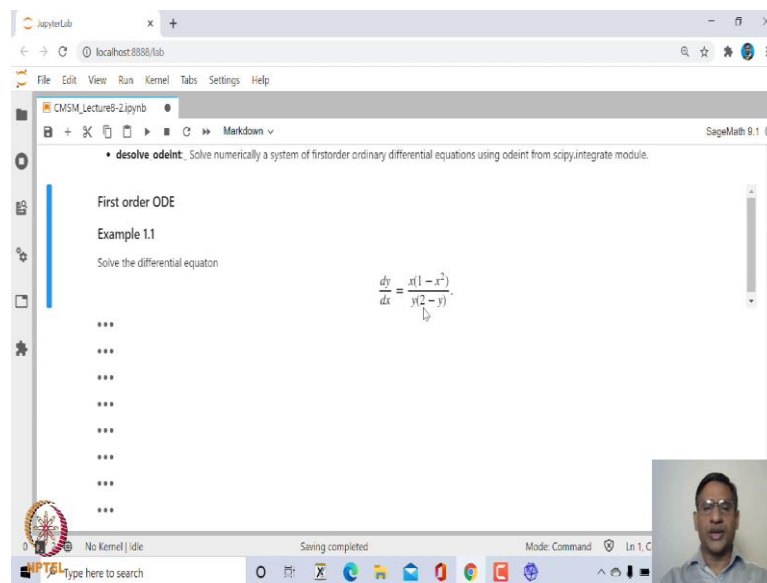 JupyterLab
localhost:8888/lab
File Edit View Run Kernel Tabs Settings Help
CMSM_Lecture8-2.ipynb
Markdown
SageMath 9.1
• desolve_odeint:_ Solve numerically a system of firstorder ordinary differential equations using odeint from scipy.integrate module.
First order ODE
Example 1.1
Solve the differential equaton
dy/dx = x(1 − x²)/y(2 − y).
No Kernel | Idle Saving completed Mode: Command Ln 1, C
NPTEL
Type here to search